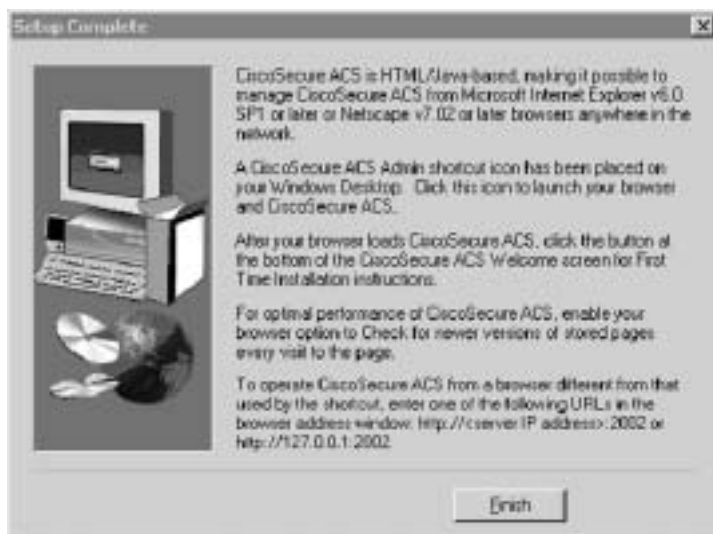 Setup Complete
CiscoSecure ACS is HTML/Java-based, making it possible to
manage CiscoSecure ACS from Microsoft Internet Explorer v6.0
SP1 or later or Netscape v7.02 or later browsers anywhere in the
network.
A CiscoSecure ACS Admin shortcut icon has been placed on
your Windows Desktop. Click this icon to launch your browser
and CiscoSecure ACS.
After your browser loads CiscoSecure ACS, click the button at
the bottom of the CiscoSecure ACS Welcome screen for First
Time Installation instructions.
For optimal performance of CiscoSecure ACS, enable your
browser option to Check for newer versions of stored pages
every visit to the page.
To operate CiscoSecure ACS from a browser different from that
used by the shortcut, enter one of the following URLs in the
browser address window: http://<server IP address>:2002 or
http://127.0.0.1:2002
Finish